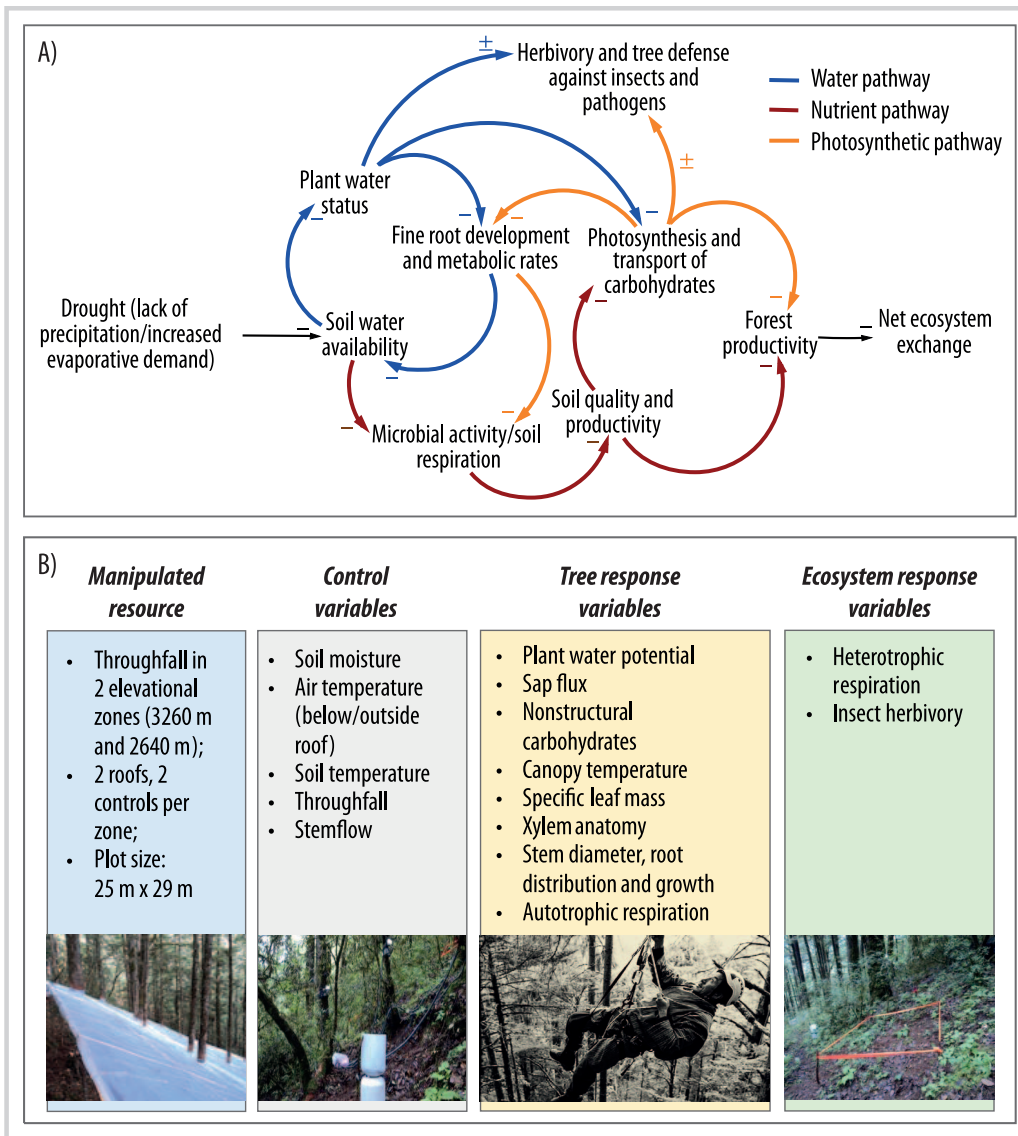 A)
±
Herbivory and tree defense
against insects and
pathogens
Water pathway
Nutrient pathway
Photosynthetic pathway
±
Plant water
status
–
–
–
–
Fine root development
and metabolic rates
Photosynthesis and
transport of
carbohydrates
–
–
Drought (lack of
precipitation/increased
evaporative demand)
–
Soil water
availability
–
Forest
productivity
–
–
Net ecosystem
exchange
Soil quality and
productivity
–
–
–
Microbial activity/soil
respiration
B)
Manipulated
resource
• Throughfall in
2 elevational
zones (3260 m
and 2640 m);
• 2 roofs, 2
controls per
zone;
• Plot size:
25 m x 29 m
Control
variables
• Soil moisture
• Air temperature
(below/outside
roof)
• Soil temperature
• Throughfall
• Stemflow
Tree response
variables
• Plant water potential
• Sap flux
• Nonstructural
carbohydrates
• Canopy temperature
• Specific leaf mass
• Xylem anatomy
• Stem diameter, root
distribution and growth
• Autotrophic respiration
Ecosystem response
variables
• Heterotrophic
respiration
• Insect herbivory